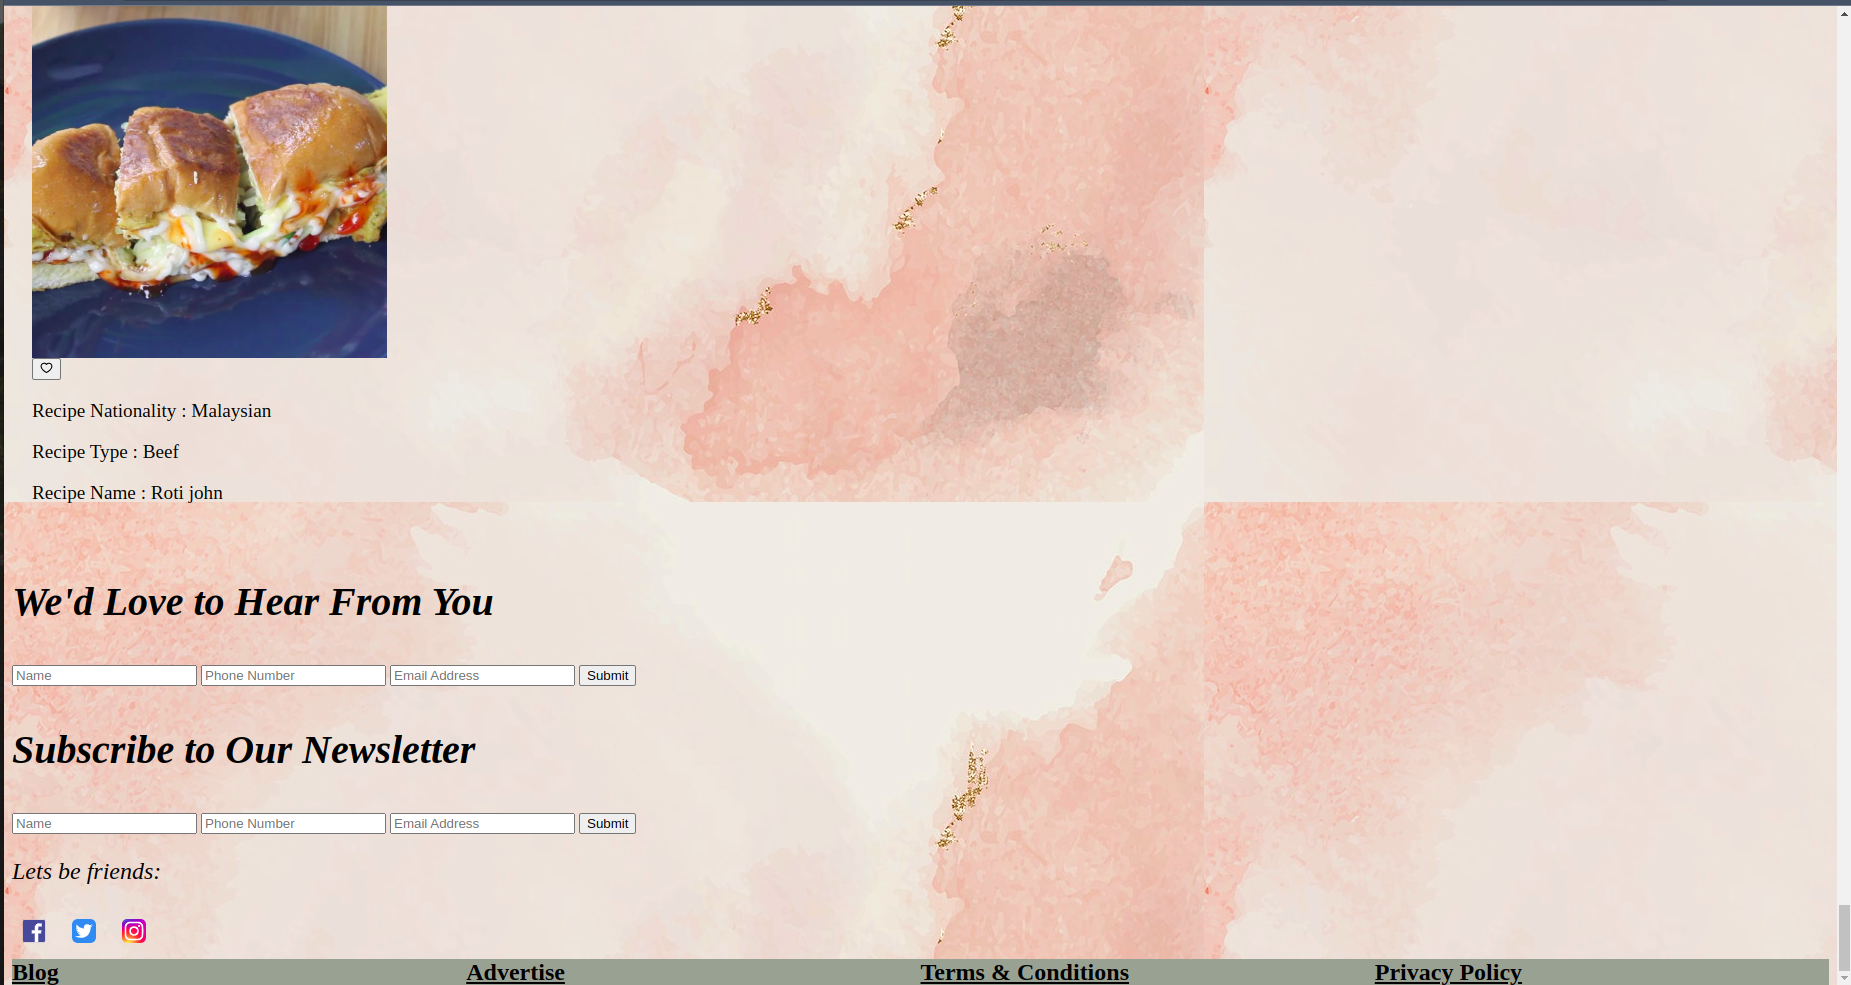 Recipe Nationality : Malaysian
Recipe Type : Beef
Recipe Name : Roti john
We'd Love to Hear From You
Name Phone Number Email Address Submit
Subscribe to Our Newsletter
Name Phone Number Email Address Submit
Lets be friends:
Blog Advertise Terms & Conditions Privacy Policy